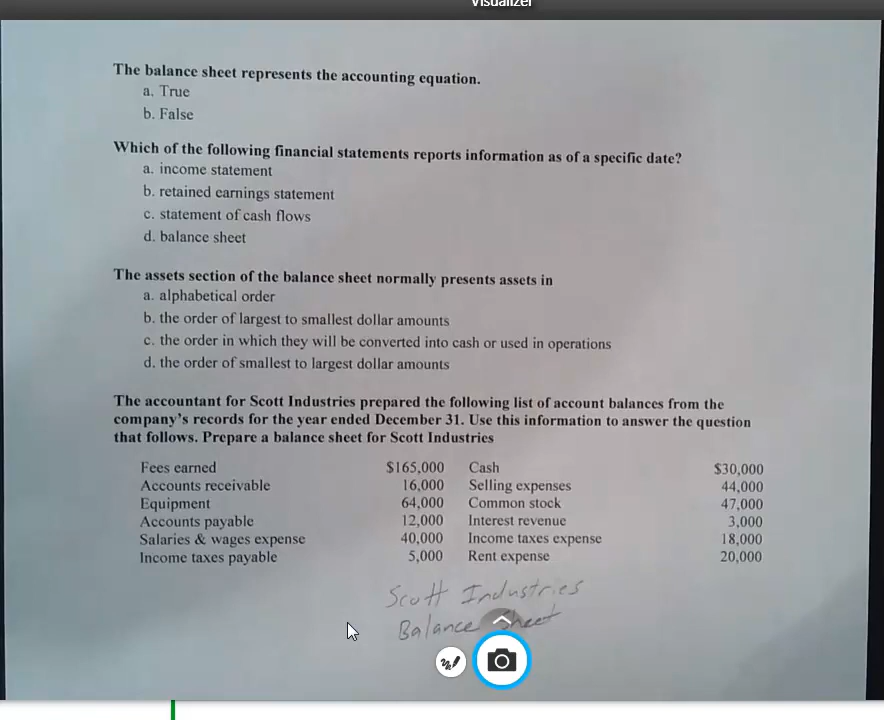 Visualizer
The balance sheet represents the accounting equation.
a. True
b. False
Which of the following financial statements reports information as of a specific date?
a. income statement
b. retained earnings statement
c. statement of cash flows
d. balance sheet
The assets section of the balance sheet normally presents assets in
a. alphabetical order
b. the order of largest to smallest dollar amounts
c. the order in which they will be converted into cash or used in operations
d. the order of smallest to largest dollar amounts
The accountant for Scott Industries prepared the following list of account balances from the
company's records for the year ended December 31. Use this information to answer the question
that follows. Prepare a balance sheet for Scott Industries
Fees earned $165,000 Cash $30,000
Accounts receivable 16,000 Selling expenses 44,000
Equipment 64,000 Common stock 47,000
Accounts payable 12,000 Interest revenue 3,000
Salaries & wages expense 40,000 Income taxes expense 18,000
Income taxes payable 5,000 Rent expense 20,000
Scott Industries
Balance Sheet